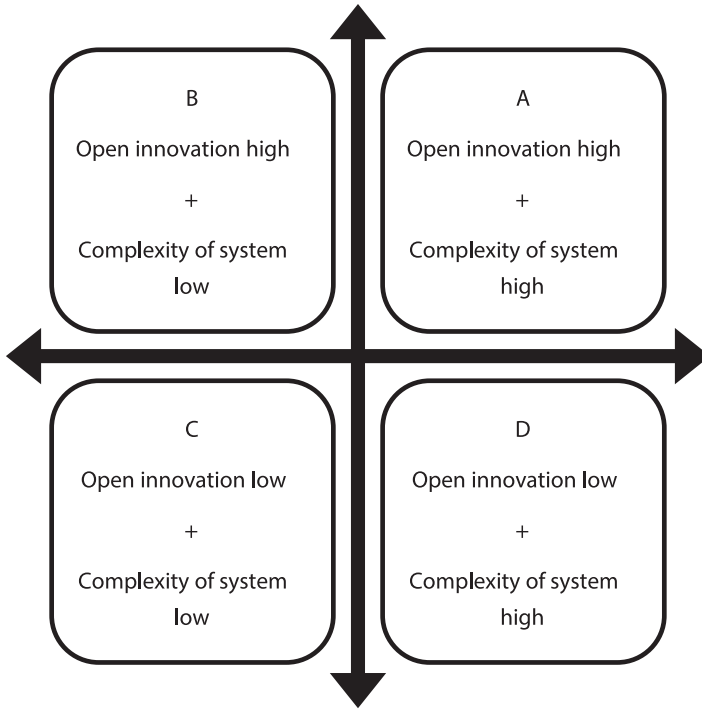 B
Open innovation high
+
Complexity of system
low
A
Open innovation high
+
Complexity of system
high
C
Open innovation low
+
Complexity of system
low
D
Open innovation low
+
Complexity of system
high